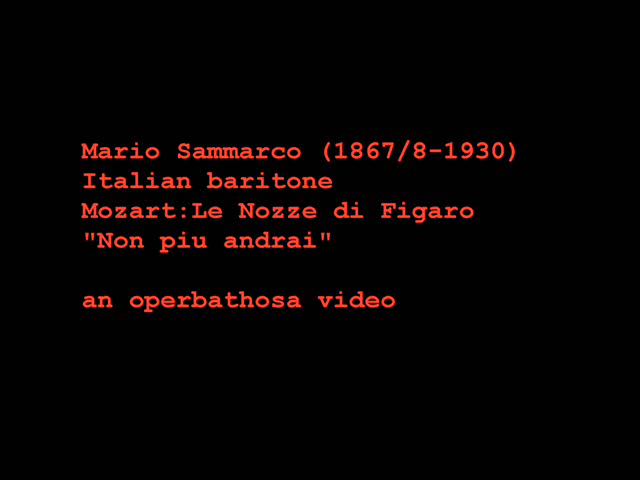 Mario Sammarco (1867/8-1930)
Italian baritone
Mozart:Le Nozze di Figaro
"Non piu andrai"
an operbathosa video